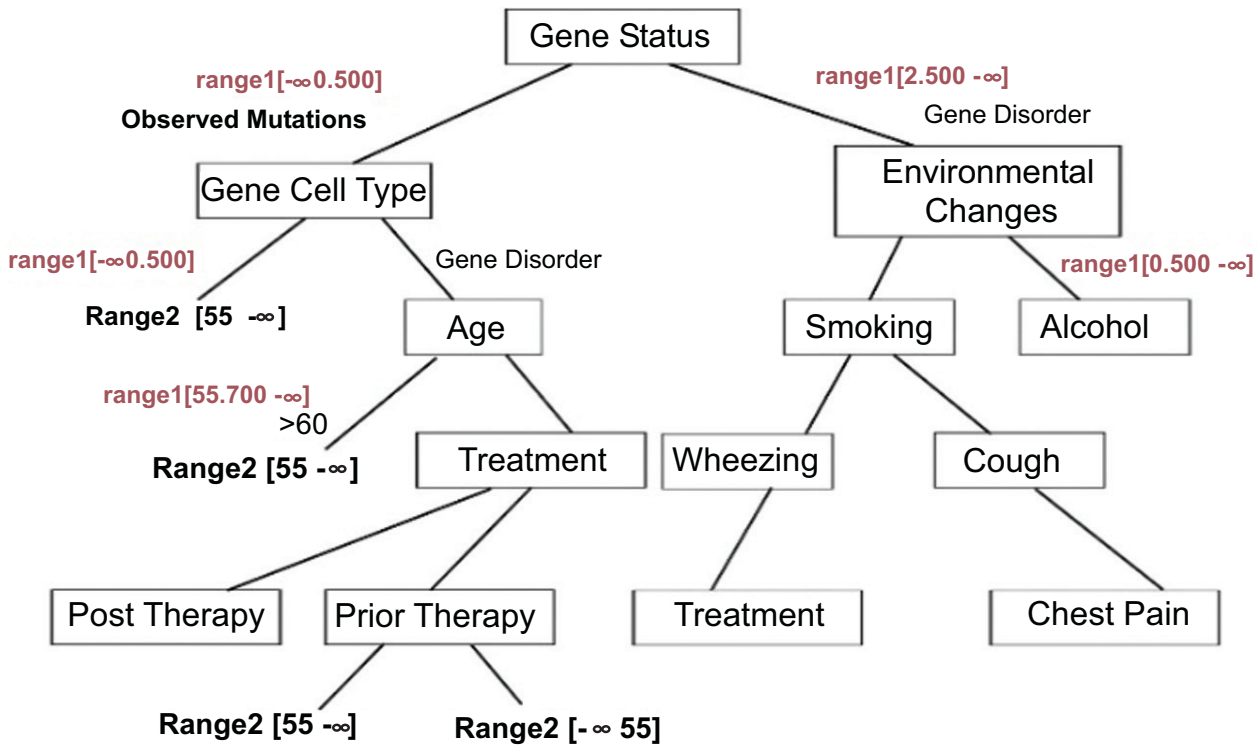 Gene Status
range1[-∞0.500]
range1[2.500 -∞]
Observed Mutations
Gene Disorder
Gene Cell Type
Environmental
Changes
range1[-∞0.500]
Gene Disorder
range1[0.500 -∞]
Range2 [55 -∞]
Age
Smoking
Alcohol
range1[55.700 -∞]
>60
Range2 [55 -∞]
Treatment
Wheezing
Cough
Post Therapy
Prior Therapy
Treatment
Chest Pain
Range2 [55 -∞]
Range2 [- ∞ 55]